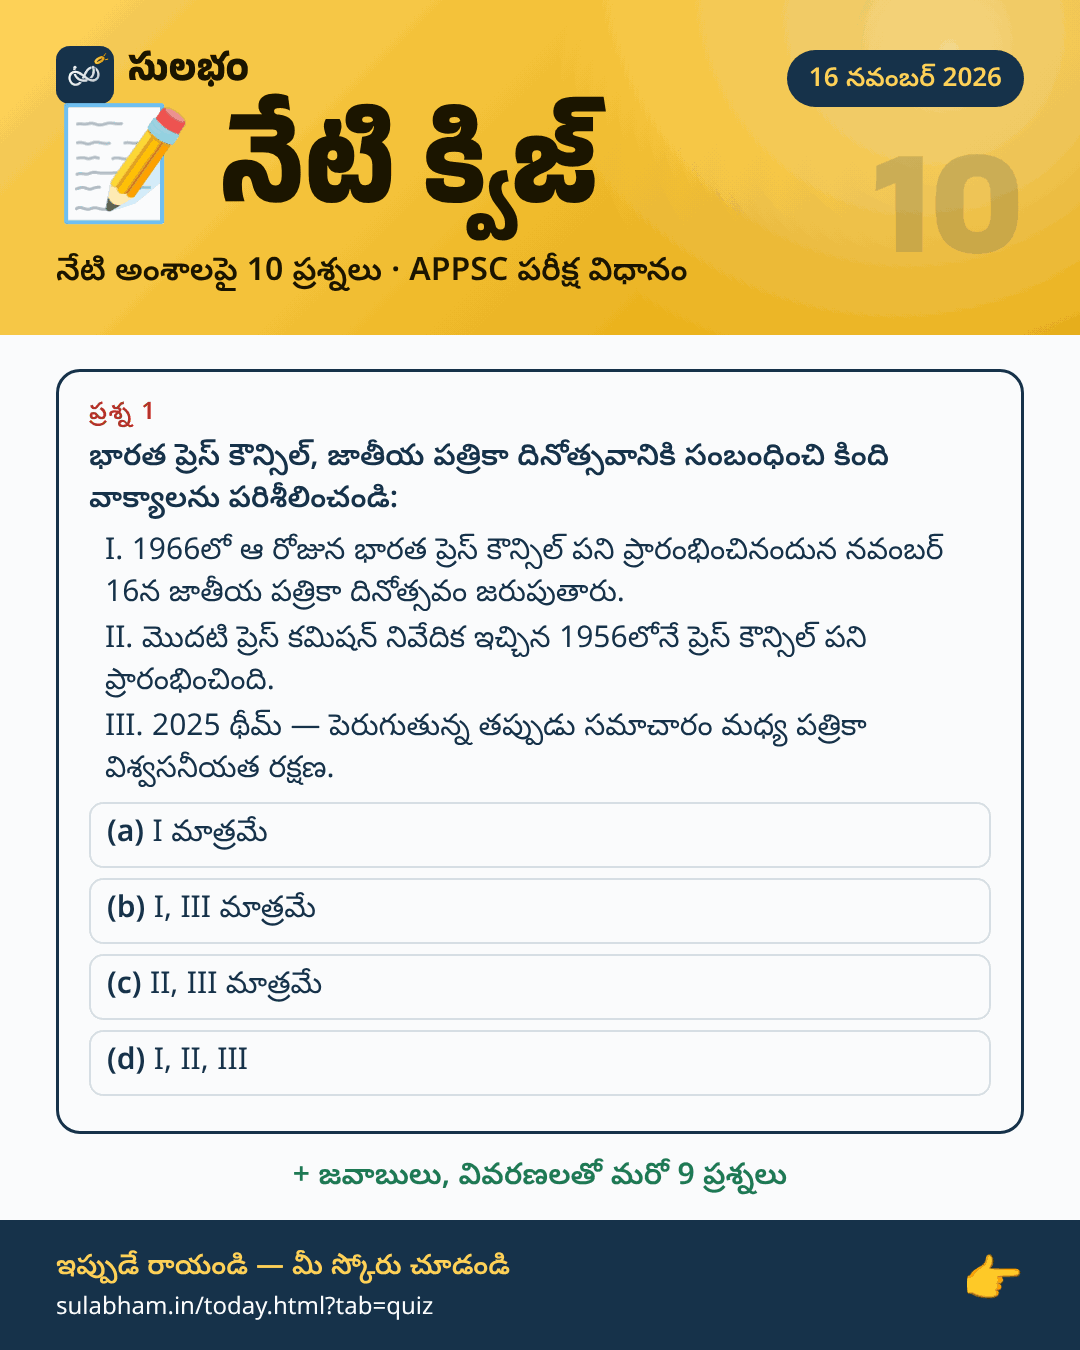 సులభం
16 నవంబర్ 2026
నేటి క్విజ్
10
నేటి అంశాలపై 10 ప్రశ్నలు · APPSC పరీక్ష విధానం
ప్రశ్న 1
భారత ప్రెస్ కౌన్సిల్, జాతీయ పత్రికా దినోత్సవానికి సంబంధించి కింది
వాక్యాలను పరిశీలించండి:
I. 1966లో ఆ రోజున భారత ప్రెస్ కౌన్సిల్ పని ప్రారంభించినందున నవంబర్
16న జాతీయ పత్రికా దినోత్సవం జరుపుతారు.
II. మొదటి ప్రెస్ కమిషన్ నివేదిక ఇచ్చిన 1956లోనే ప్రెస్ కౌన్సిల్ పని
ప్రారంభించింది.
III. 2025 థీమ్ — పెరుగుతున్న తప్పుడు సమాచారం మధ్య పత్రికా
విశ్వసనీయత రక్షణ.
(a) I మాత్రమే
(b) I, III మాత్రమే
(c) II, III మాత్రమే
(d) I, II, III
+ జవాబులు, వివరణలతో మరో 9 ప్రశ్నలు
ఇప్పుడే రాయండి — మీ స్కోరు చూడండి
sulabham.in/today.html?tab=quiz